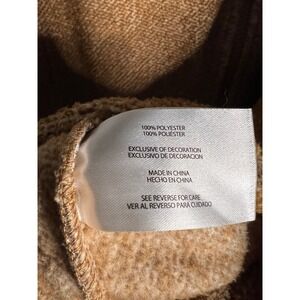 100% POLYESTER
100% POLIÉSTER
EXCLUSIVE OF DECORATION
EXCLUSIVO DE DECORACION
MADE IN CHINA
HECHO EN CHINA
SEE REVERSE FOR CARE
VER AL REVERSO PARA CUIDADO